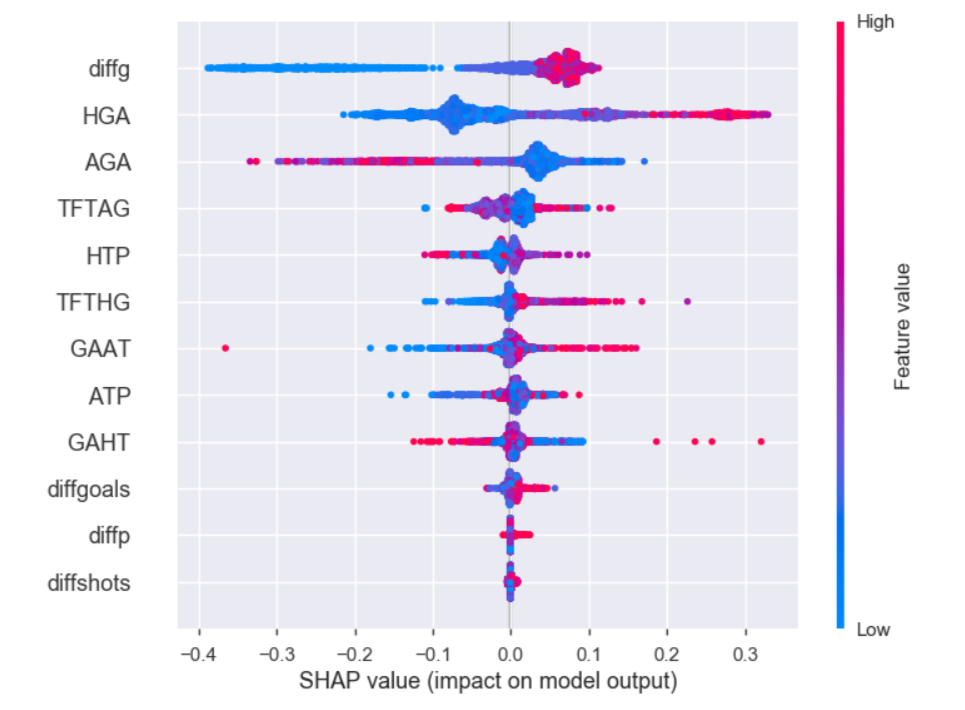 High
diffg
HGA
AGA
TFTAG
HTP
TFTHG
GAAT
ATP
GAHT
diffgoals
diffp
diffshots
Feature value
Low
−0.4 −0.3 −0.2 −0.1 0.0 0.1 0.2 0.3
SHAP value (impact on model output)